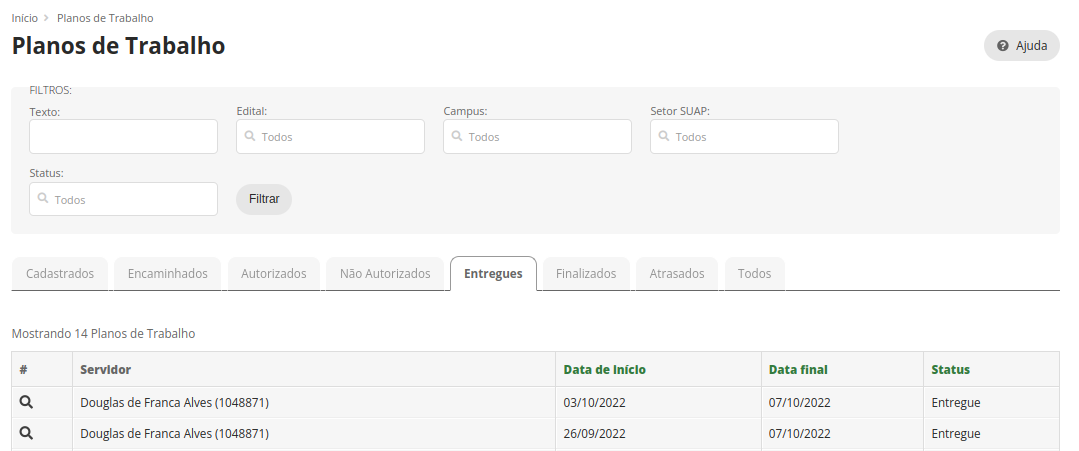 Início > Planos de Trabalho
Planos de Trabalho
Ajuda
FILTROS:
Texto: Edital: Campus: Setor SUAP:
Todos Todos Todos
Status:
Todos Filtrar
Cadastrados Encaminhados Autorizados Não Autorizados Entregues Finalizados Atrasados Todos
Mostrando 14 Planos de Trabalho
# Servidor Data de início Data final Status
Douglas de Franca Alves (1048871) 03/10/2022 07/10/2022 Entregue
Douglas de Franca Alves (1048871) 26/09/2022 07/10/2022 Entregue